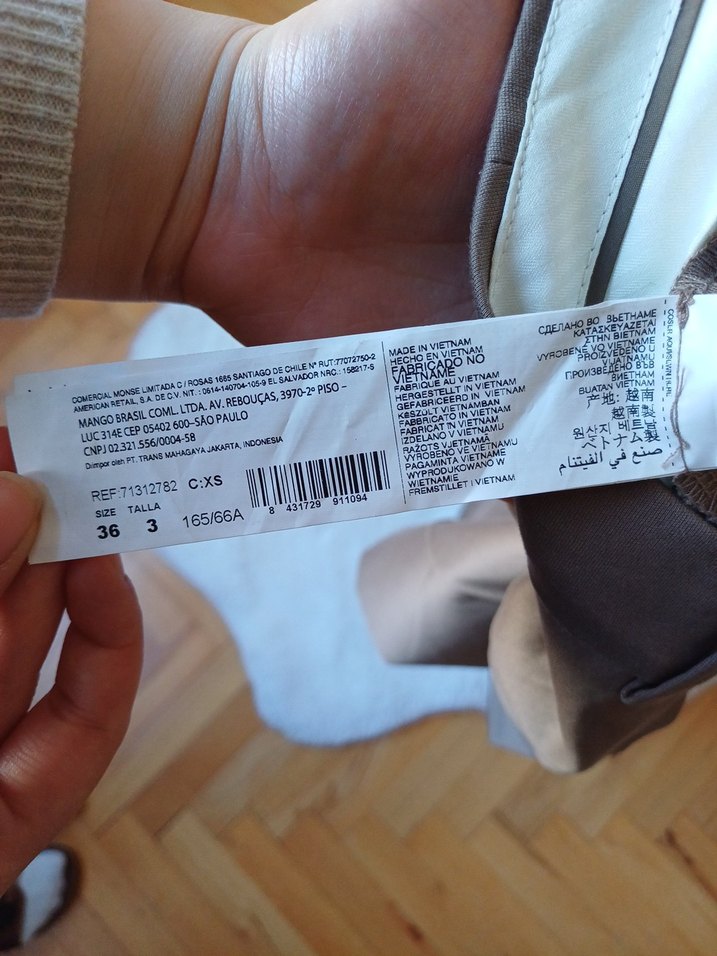 COMERCIAL MONSE LIMITADA C / ROSAS 1665 SANTIAGO DE CHILE Nº RUT:77072750-2
AMERICAN RETAIL, S.A. DE C.V. NIT. : 0614-140704-105-9 EL SALVADOR NRC.: 158217-5
MANGO BRASIL COML. LTDA. AV. REBOUÇAS, 3970-2º PISO –
LUC 314E CEP 05402 600–SÃO PAULO
CNPJ 02.321.556/0004-58
Diimpor oleh PT. TRANS MAHAGAYA JAKARTA, INDONESIA
REF:71312782 C:XS
SIZE TALLA
36 3 165/66A
8 431729 911094
MADE IN VIETNAM
HECHO EN VIETNAM
FABRICADO NO
VIETNAME
FABRIQUE AU VIETNAM
HERGESTELLT IN VIETNAM
GEFABRICEERD IN VIETNAM
KéSZÜLT VIETNAMBAN
FABBRICATO IN VIETNAM
FABRICAT IN VIETNAM
IZDELANO V VIETNAMU
RAŽOTS VJETNAMĀ
VYROBENO VE VIETNAMU
PAGAMINTA VIETNAME
WYPRODUKOWANO W
WIETNAMIE
FREMSTILLET I VIETNAM
СДЕЛАНО ВО ВЬЕТНАМЕ
ΚΑΤΑΣΚΕΥΑΖΕΤΑΙ
ΣΤΗΝ ΒΙΕΤΝΑΜ
VYROBENÉ VO VIETNAME
PROIZVEDENO U
VIJATNAMU
ПРОИЗВЕДЕНО ВЪВ
ВИЕТНАМ
BUATAN VIETNAM
产地: 越南
越南製
원산지 베트남
ベトナム製
صنع في الفيتنام